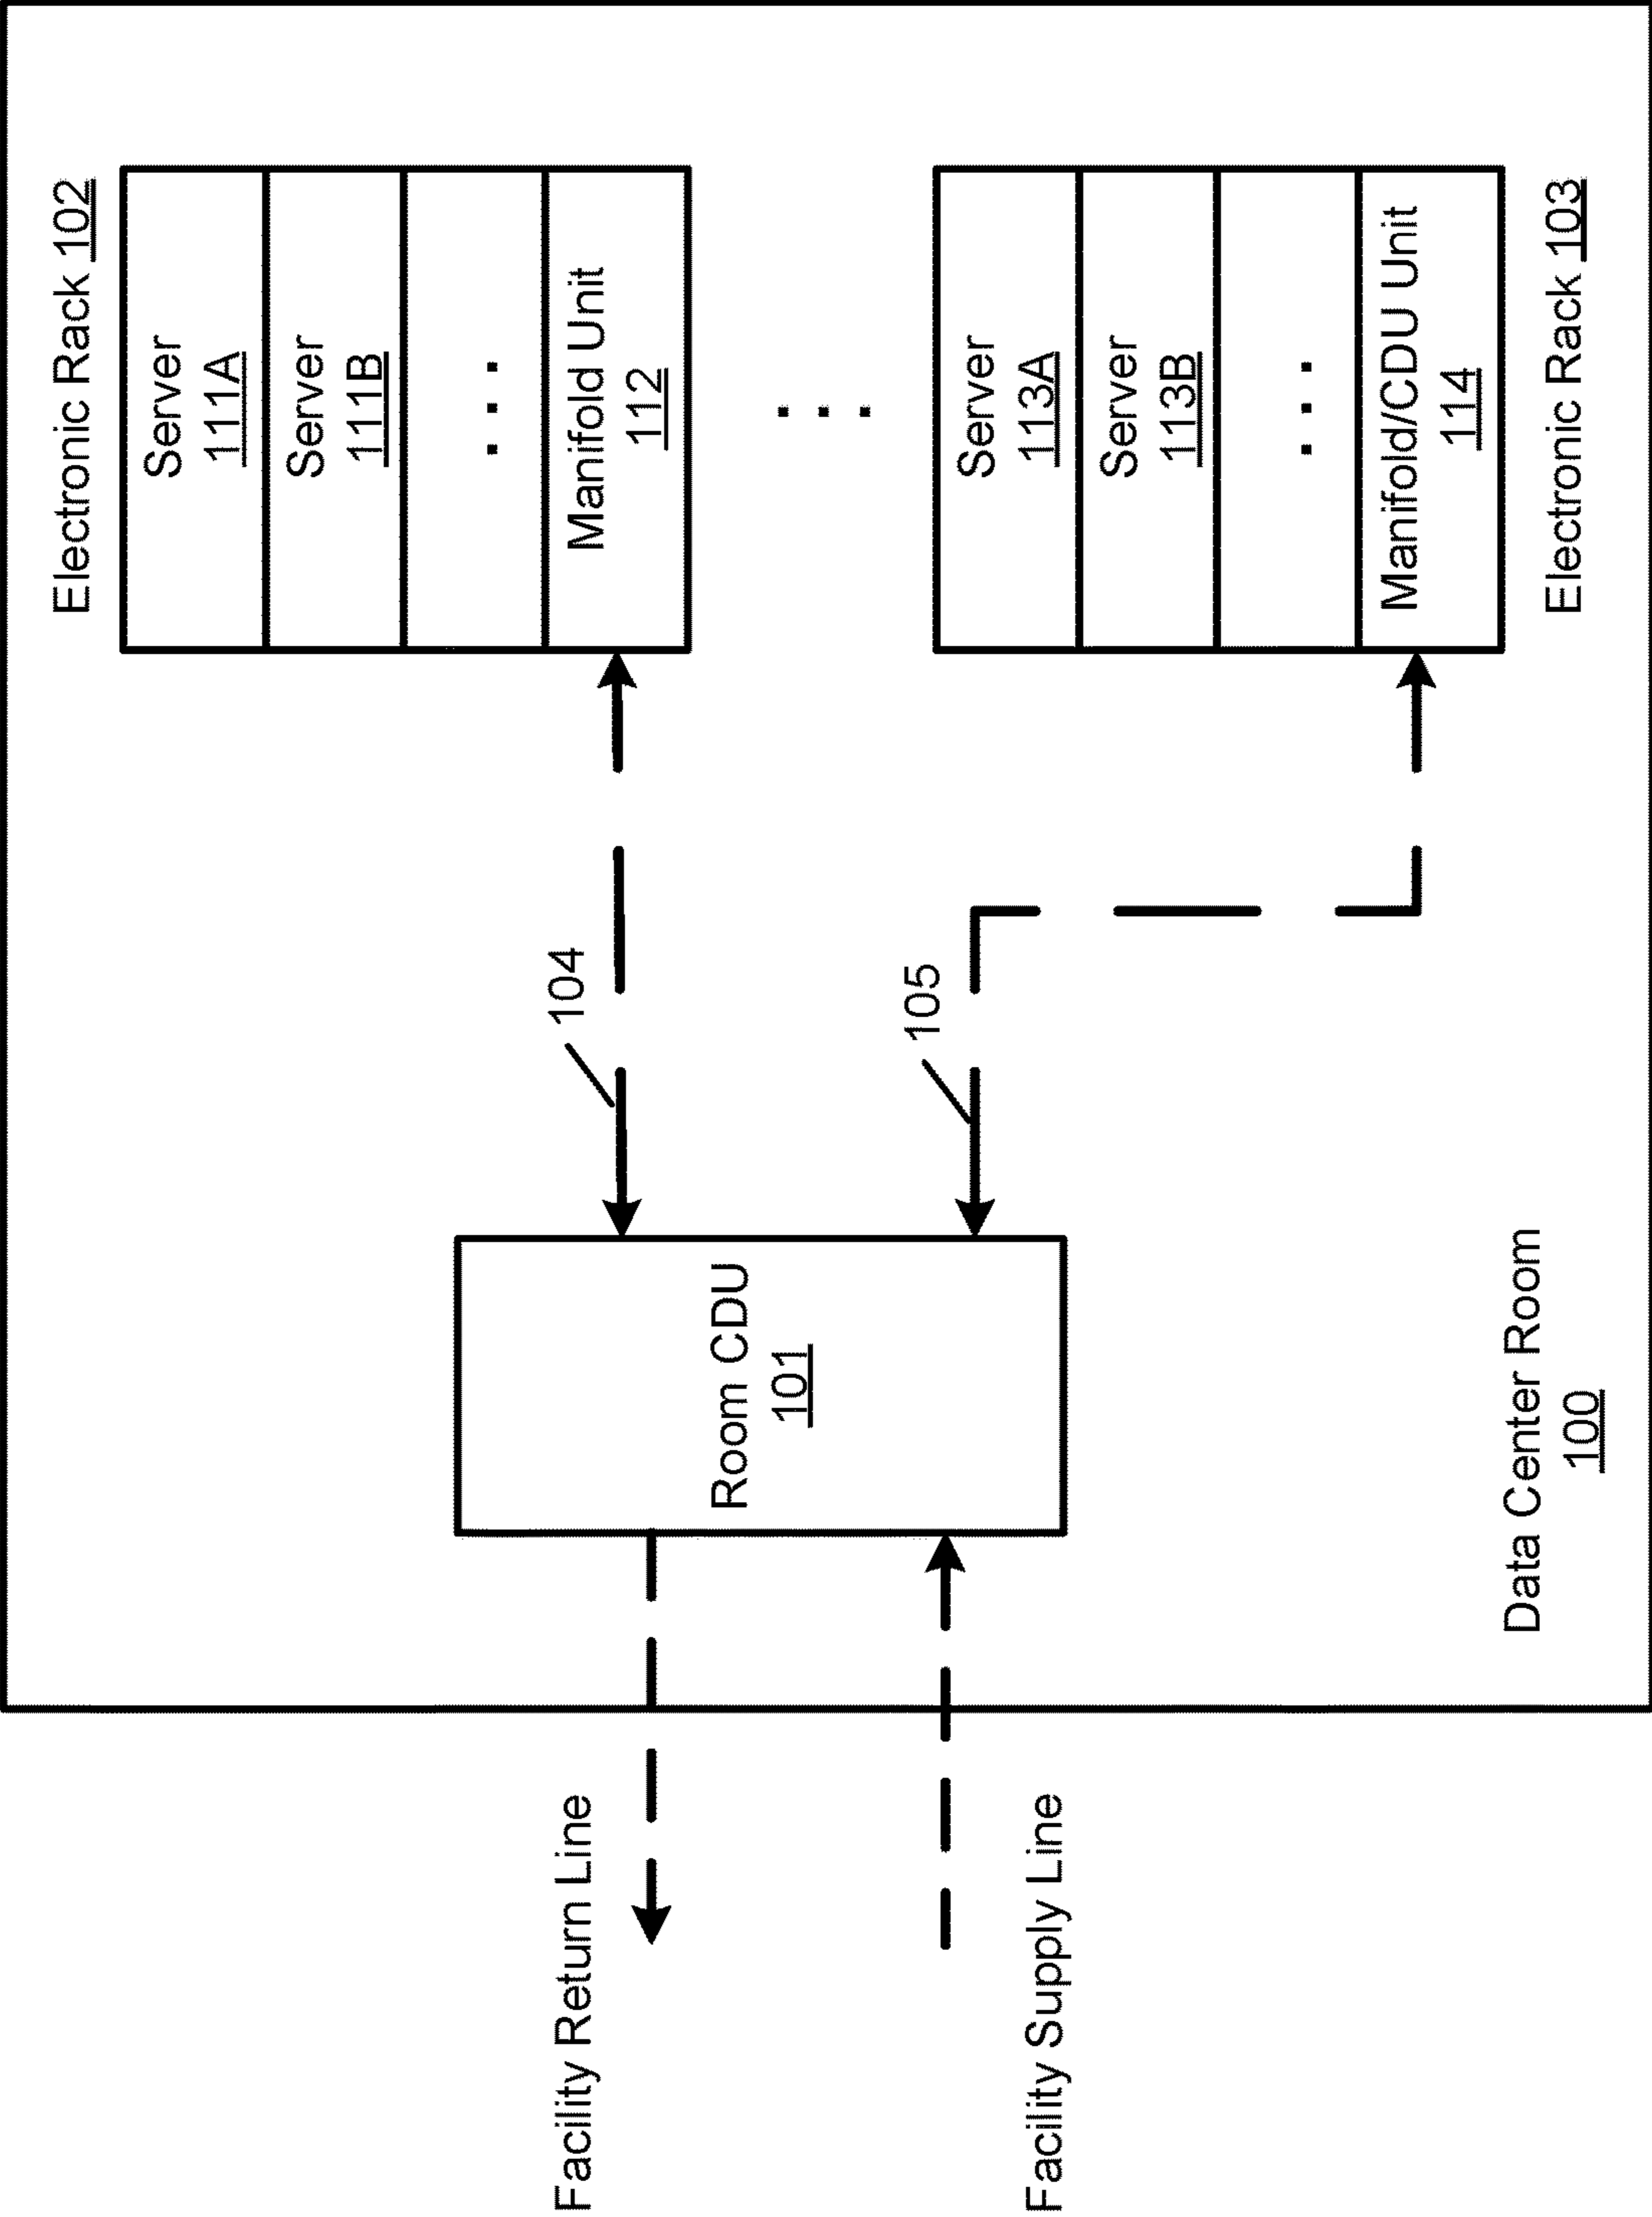 Electronic Rack 102
Server
111A
Server
111B
. . .
Manifold Unit
112
. . .
Server
113A
Server
113B
. . .
Manifold/CDU Unit
114
Electronic Rack 103
104
105
Room CDU
101
Facility Return Line
Facility Supply Line
Data Center Room
100